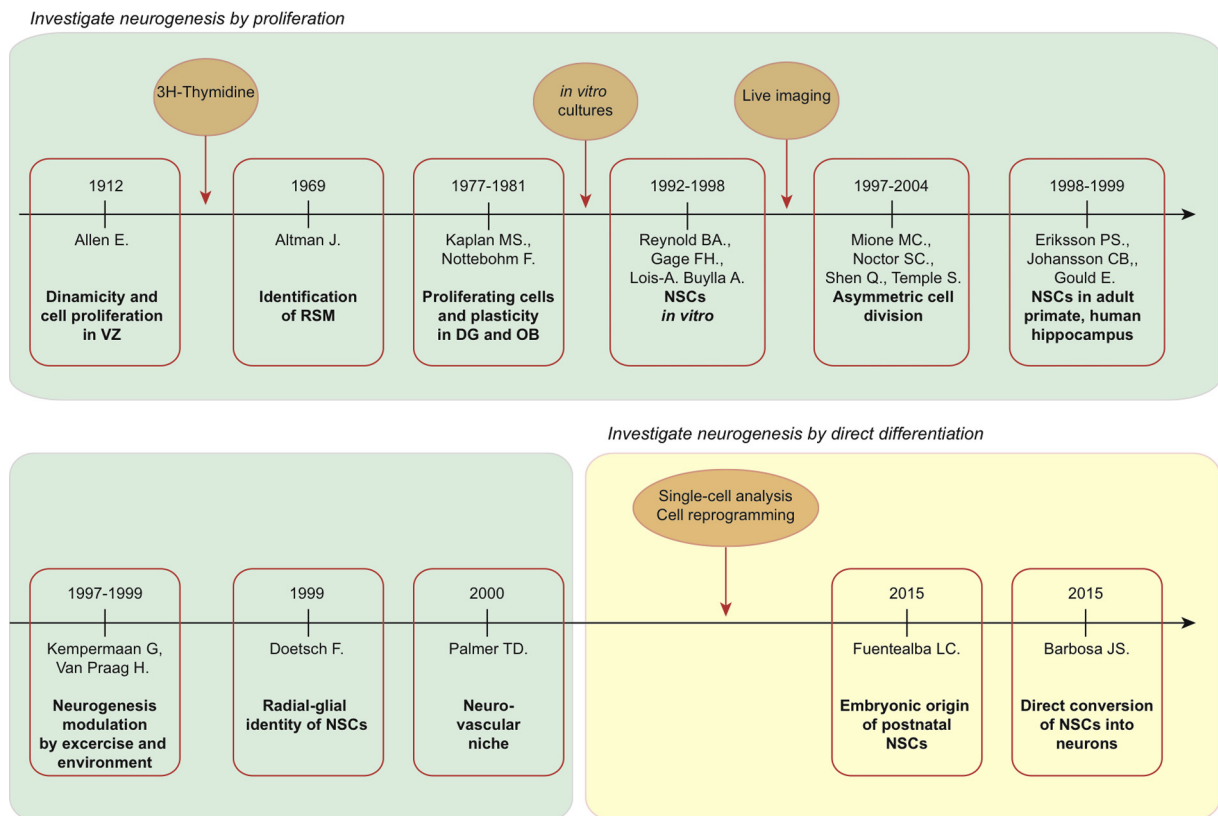 Investigate neurogenesis by proliferation
3H-Thymidine
in vitro
cultures
Live imaging
1912
Allen E.
Dinamicity and
cell proliferation
in VZ
1969
Altman J.
Identification
of RSM
1977-1981
Kaplan MS.,
Nottebohm F.
Proliferating cells
and plasticity
in DG and OB
1992-1998
Reynold BA.,
Gage FH.,
Lois-A. Buylla A.
NSCs
in vitro
1997-2004
Mione MC.,
Noctor SC.,
Shen Q., Temple S.
Asymmetric cell
division
1998-1999
Eriksson PS.,
Johansson CB,,
Gould E.
NSCs in adult
primate, human
hippocampus
Investigate neurogenesis by direct differentiation
Single-cell analysis
Cell reprogramming
1997-1999
Kempermaan G,
Van Praag H.
Neurogenesis
modulation
by excercise and
environment
1999
Doetsch F.
Radial-glial
identity of NSCs
2000
Palmer TD.
Neuro-
vascular
niche
2015
Fuentealba LC.
Embryonic origin
of postnatal
NSCs
2015
Barbosa JS.
Direct conversion
of NSCs into
neurons